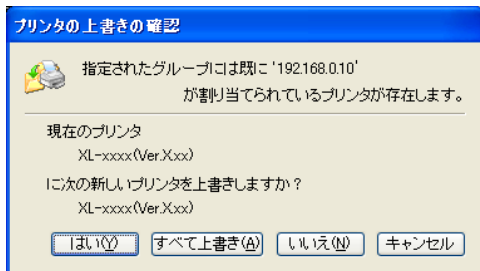 プリンタの上書きの確認
指定されたグループには既に '192.168.0.10'
が割り当てられているプリンタが存在します。
現在のプリンタ
XL-xxxx(Ver.X.xx)
に次の新しいプリンタを上書きしますか？
XL-xxxx(Ver.X.xx)
はい(Y) すべて上書き(A) いいえ(N) キャンセル